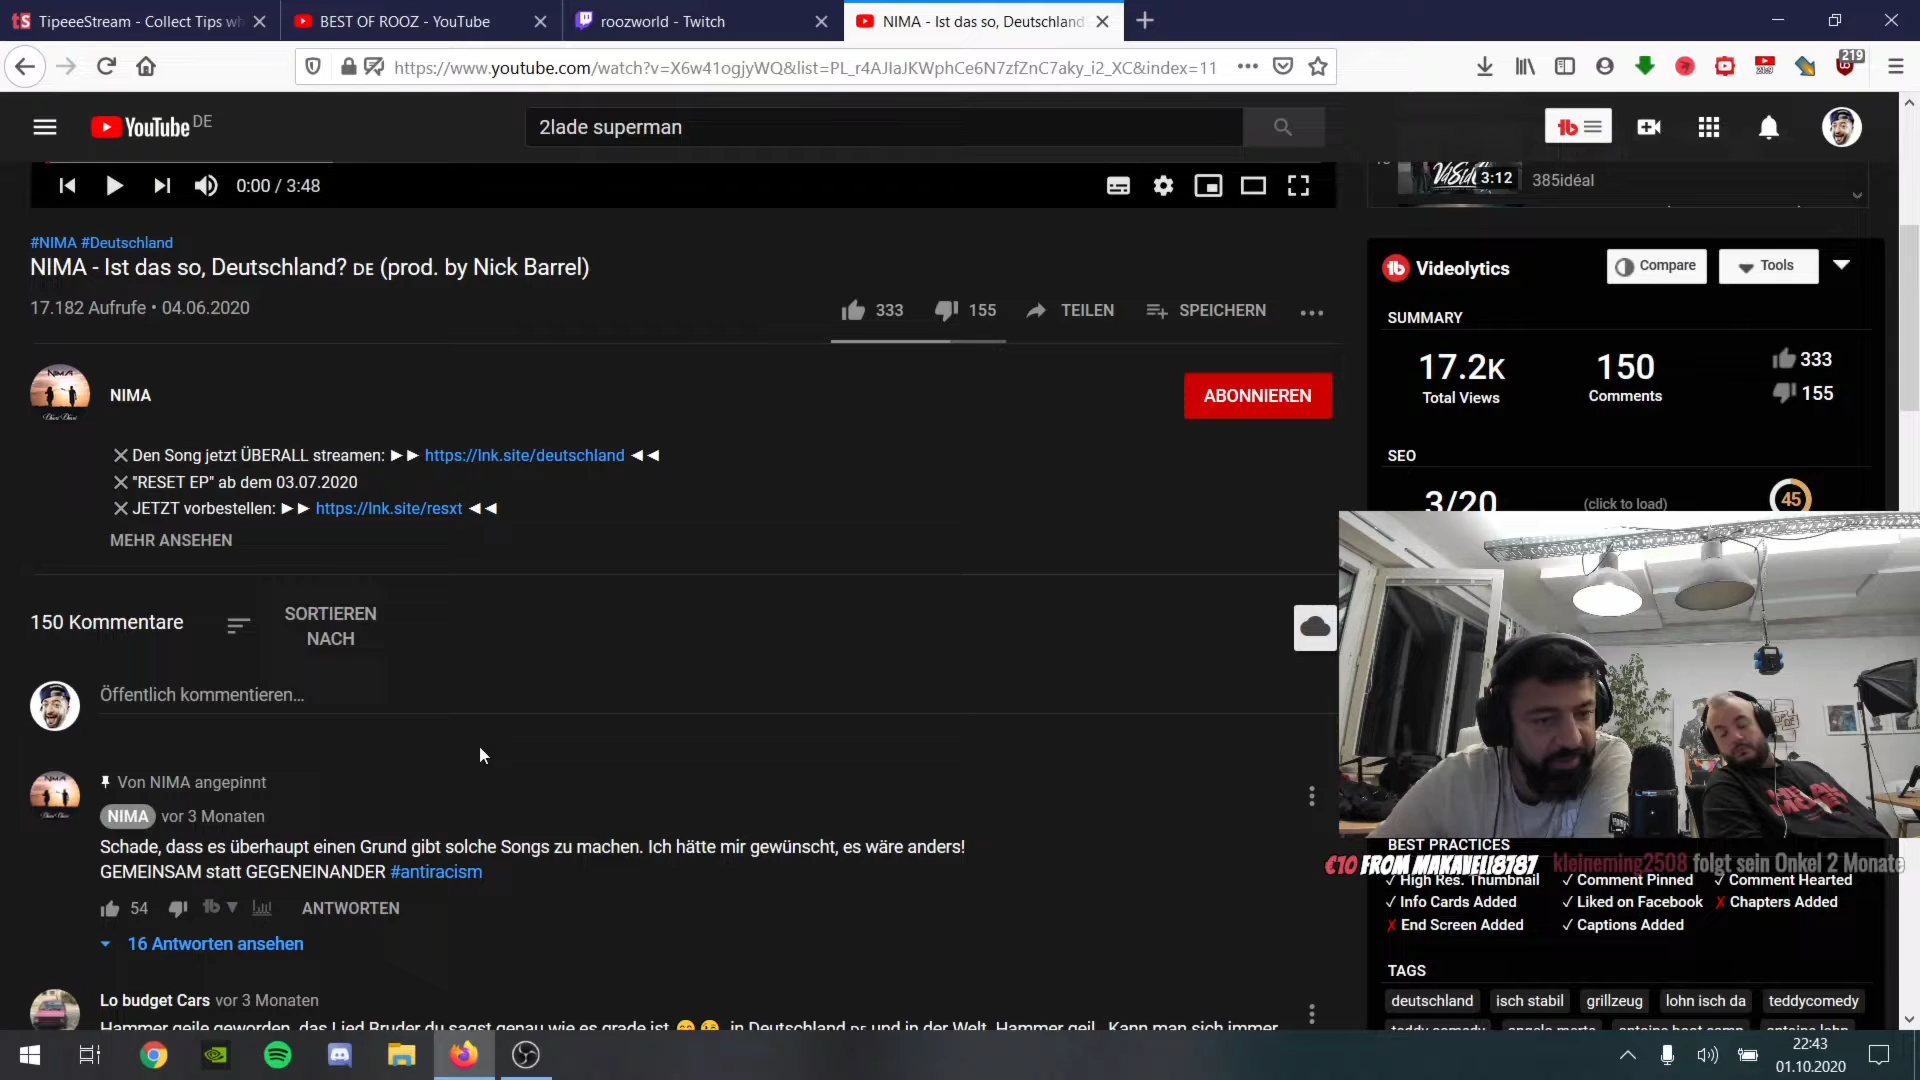 TipeeeStream - Collect Tips wh
BEST OF ROOZ - YouTube
roozworld - Twitch
NIMA - Ist das so, Deutschland
https://www.youtube.com/watch?v=X6w41ogjyWQ&list=PL_r4AJIaJKWphCe6N7zfZnC7aky_i2_XC&index=11
219
YouTube DE
2lade superman
0:00 / 3:48
3:12
385idéal
#NIMA #Deutschland
NIMA - Ist das so, Deutschland? DE (prod. by Nick Barrel)
17.182 Aufrufe • 04.06.2020
333
155
TEILEN
SPEICHERN
NIMA
ABONNIEREN
Den Song jetzt ÜBERALL streamen: ►► https://lnk.site/deutschland ◄◄
"RESET EP" ab dem 03.07.2020
JETZT vorbestellen: ►► https://lnk.site/resxt ◄◄
MEHR ANSEHEN
Videolytics
Compare
Tools
SUMMARY
17.2K
150
333
Total Views
Comments
155
SEO
3/20
(click to load)
45
150 Kommentare
SORTIEREN
NACH
Öffentlich kommentieren...
Von NIMA angepinnt
NIMA vor 3 Monaten
Schade, dass es überhaupt einen Grund gibt solche Songs zu machen. Ich hätte mir gewünscht, es wäre anders!
GEMEINSAM statt GEGENEINANDER #antiracism
54
ANTWORTEN
16 Antworten ansehen
Lo budget Cars vor 3 Monaten
Hammer geile geworden, das Lied Bruder du sagst genau wie es grade ist 😁😉 in Deutschland DE und in der Welt. Hammer geil. Kann man sich immer
BEST PRACTICES
€10 FROM MAKAVELI8787
kleineming2508 folgt sein Onkel 2 Monate
✓ High Res. Thumbnail
✓ Comment Pinned
✓ Comment Hearted
✓ Info Cards Added
✓ Liked on Facebook
✗ Chapters Added
✗ End Screen Added
✓ Captions Added
TAGS
deutschland
isch stabil
grillzeug
lohn isch da
teddycomedy
22:43
01.10.2020